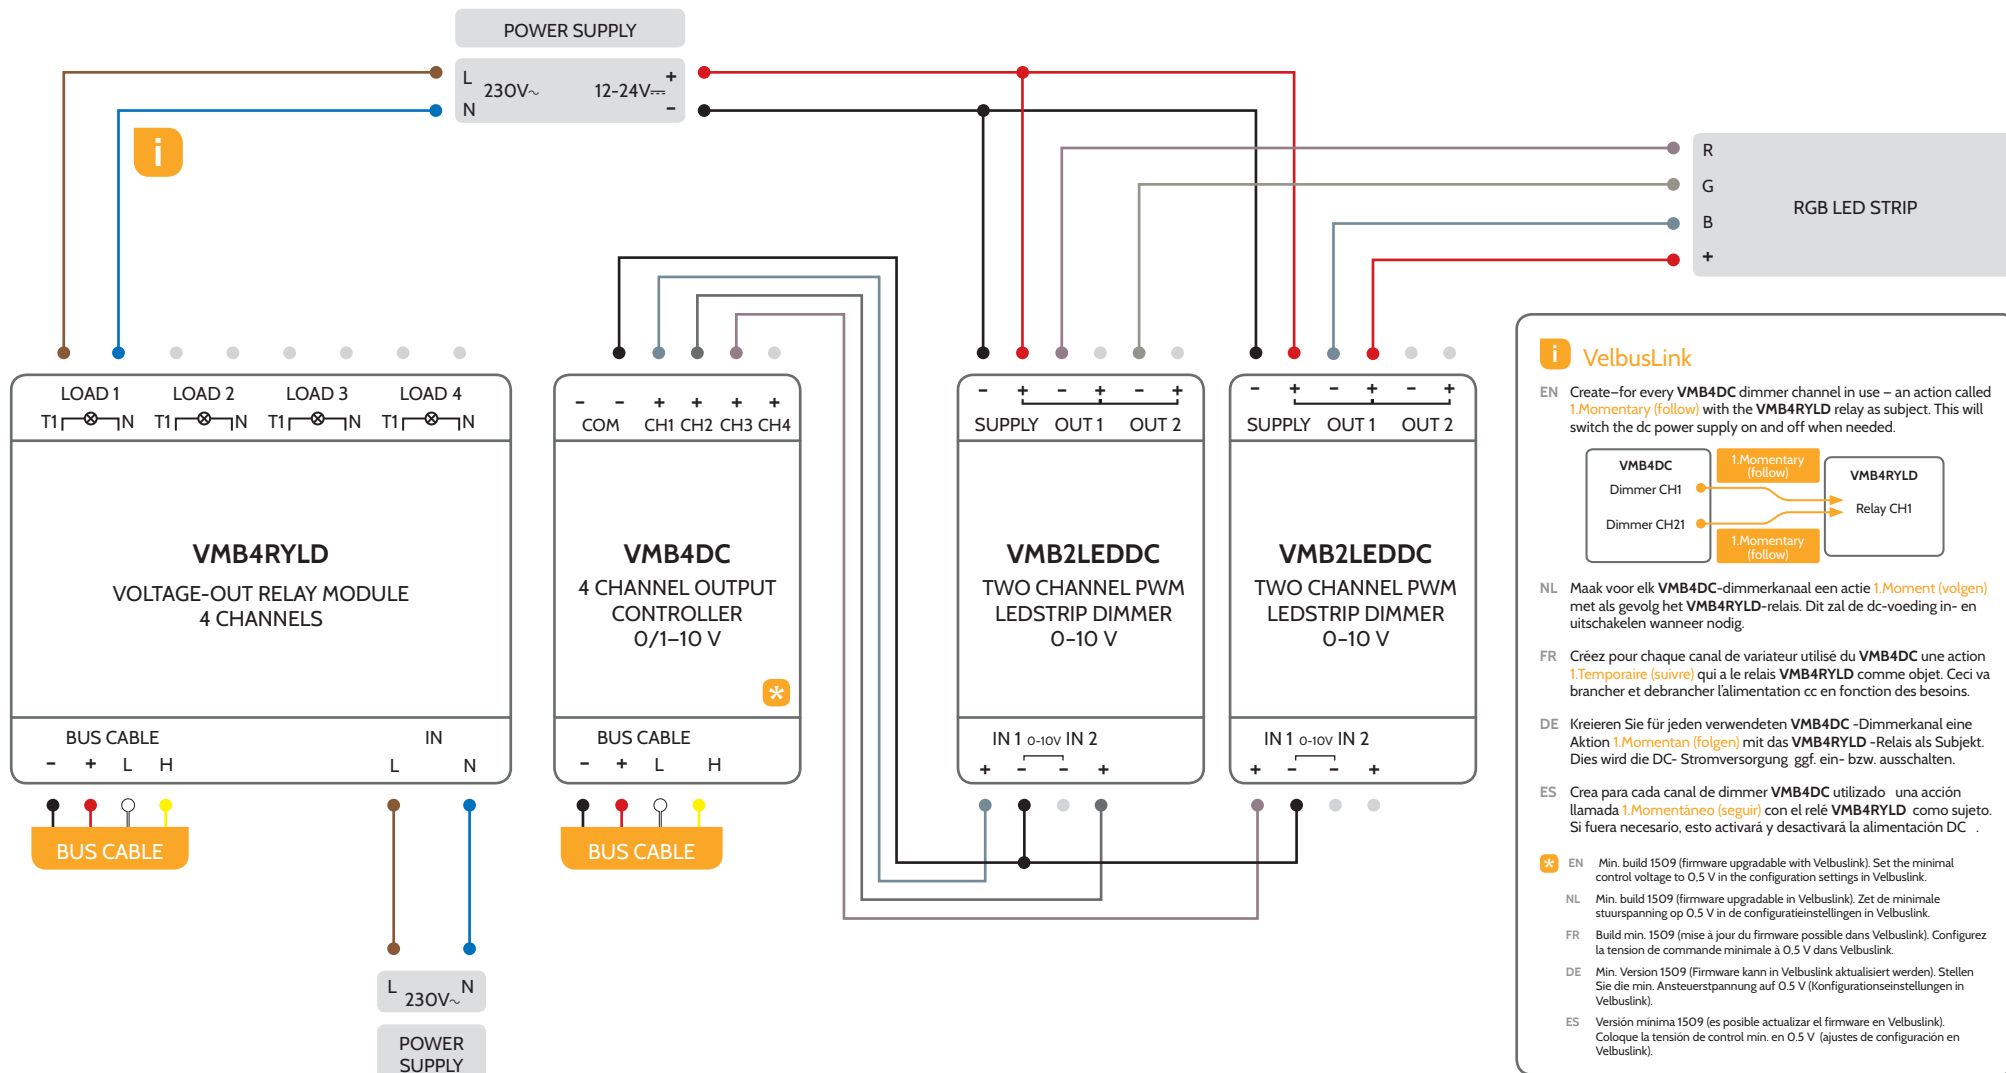 POWER SUPPLY
L 230V~ 12-24V⎓ +
N -
i
R
G
B
+
RGB LED STRIP
LOAD 1 LOAD 2 LOAD 3 LOAD 4
T1 N T1 N T1 N T1 N
VMB4RYLD
VOLTAGE-OUT RELAY MODULE
4 CHANNELS
BUS CABLE IN
- + L H L N
BUS CABLE
L 230V~ N
POWER
SUPPLY
- - + + + +
COM CH1 CH2 CH3 CH4
VMB4DC
4 CHANNEL OUTPUT
CONTROLLER
0/1–10 V
*
BUS CABLE
- + L H
BUS CABLE
- + - + - +
SUPPLY OUT 1 OUT 2
VMB2LEDDC
TWO CHANNEL PWM
LEDSTRIP DIMMER
0–10 V
IN 1 0-10V IN 2
+ - - +
- + - + - +
SUPPLY OUT 1 OUT 2
VMB2LEDDC
TWO CHANNEL PWM
LEDSTRIP DIMMER
0–10 V
IN 1 0-10V IN 2
+ - - +
i VelbusLink
EN Create–for every VMB4DC dimmer channel in use – an action called
1.Momentary (follow) with the VMB4RYLD relay as subject. This will
switch the dc power supply on and off when needed.
VMB4DC
Dimmer CH1
Dimmer CH21
1.Momentary
(follow)
1.Momentary
(follow)
VMB4RYLD
Relay CH1
NL Maak voor elk VMB4DC-dimmerkanaal een actie 1.Moment (volgen)
met als gevolg het VMB4RYLD-relais. Dit zal de dc-voeding in- en
uitschakelen wanneer nodig.
FR Créez pour chaque canal de variateur utilisé du VMB4DC une action
1.Temporaire (suivre) qui a le relais VMB4RYLD comme objet. Ceci va
brancher et debrancher l'alimentation cc en fonction des besoins.
DE Kreieren Sie für jeden verwendeten VMB4DC -Dimmerkanal eine
Aktion 1.Momentan (folgen) mit das VMB4RYLD -Relais als Subjekt.
Dies wird die DC- Stromversorgung ggf. ein- bzw. ausschalten.
ES Crea para cada canal de dimmer VMB4DC utilizado una acción
llamada 1.Momentáneo (seguir) con el relé VMB4RYLD como sujeto.
Si fuera necesario, esto activará y desactivará la alimentación DC .
* EN Min. build 1509 (firmware upgradable with Velbuslink). Set the minimal
control voltage to 0,5 V in the configuration settings in Velbuslink.
NL Min. build 1509 (firmware upgradable in Velbuslink). Zet de minimale
stuurspanning op 0,5 V in de configuratieinstellingen in Velbuslink.
FR Build min. 1509 (mise à jour du firmware possible dans Velbuslink). Configurez
la tension de commande minimale à 0,5 V dans Velbuslink.
DE Min. Version 1509 (Firmware kann in Velbuslink aktualisiert werden). Stellen
Sie die min. Ansteuerstpannung auf 0.5 V (Konfigurationseinstellungen in
Velbuslink).
ES Versión mínima 1509 (es posible actualizar el firmware en Velbuslink).
Coloque la tensión de control mín. en 0.5 V (ajustes de configuración en
Velbuslink).